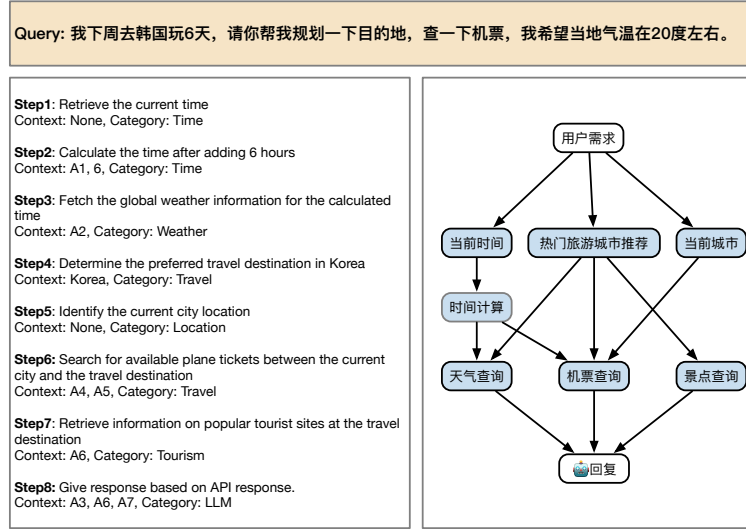 Query: 我下周去韩国玩6天，请你帮我规划一下目的地，查一下机票，我希望当地气温在20度左右。
Step1: Retrieve the current time
Context: None, Category: Time
Step2: Calculate the time after adding 6 hours
Context: A1, 6, Category: Time
Step3: Fetch the global weather information for the calculated
time
Context: A2, Category: Weather
Step4: Determine the preferred travel destination in Korea
Context: Korea, Category: Travel
Step5: Identify the current city location
Context: None, Category: Location
Step6: Search for available plane tickets between the current
city and the travel destination
Context: A4, A5, Category: Travel
Step7: Retrieve information on popular tourist sites at the travel
destination
Context: A6, Category: Tourism
Step8: Give response based on API response.
Context: A3, A6, A7, Category: LLM
用户需求
当前时间
热门旅游城市推荐
当前城市
时间计算
天气查询
机票查询
景点查询
回复